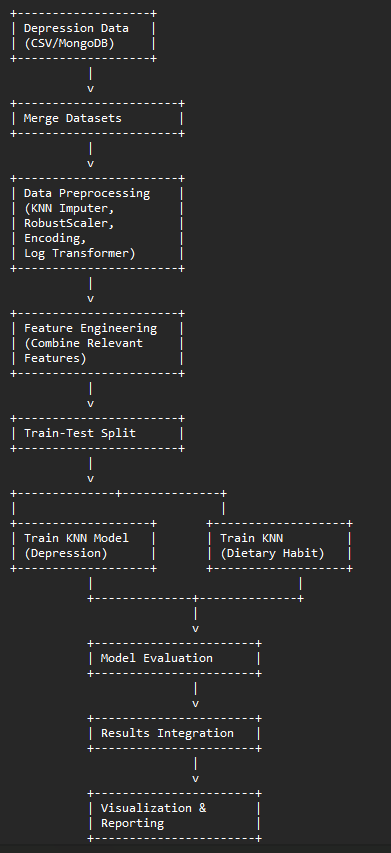 Depression Data
(CSV/MongoDB)
v
Merge Datasets
v
Data Preprocessing
(KNN Imputer,
RobustScaler,
Encoding,
Log Transformer)
v
Feature Engineering
(Combine Relevant
Features)
v
Train-Test Split
v
Train KNN Model
(Depression)
Train KNN
(Dietary Habit)
v
Model Evaluation
v
Results Integration
v
Visualization &
Reporting